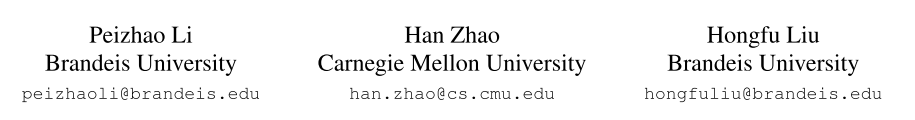 Peizhao Li
Brandeis University
peizhaoli@brandeis.edu
Han Zhao
Carnegie Mellon University
han.zhao@cs.cmu.edu
Hongfu Liu
Brandeis University
hongfuliu@brandeis.edu